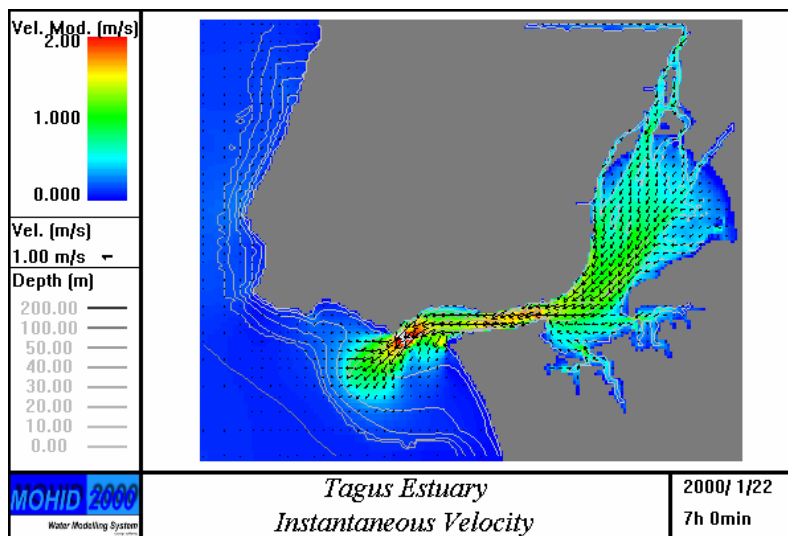 Vel. Mod. (m/s)
2.00
1.000
0.000
Vel. (m/s)
1.00 m/s
Depth (m)
200.00
100.00
50.00
40.00
30.00
20.00
10.00
0.00
MOHID 2000
Water Modelling System
Tagus Estuary
Instantaneous Velocity
2000/ 1/22
7h 0min